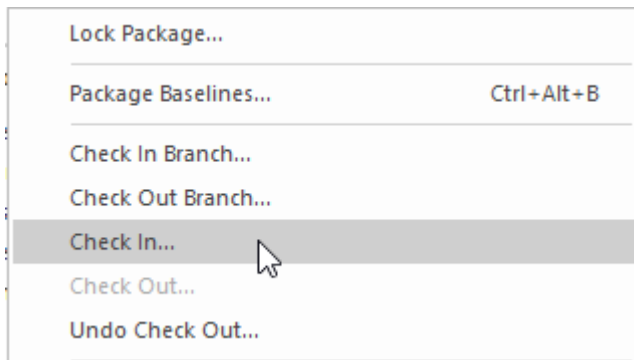 Lock Package...
Package Baselines... Ctrl+Alt+B
Check In Branch...
Check Out Branch...
Check In...
Check Out...
Undo Check Out...